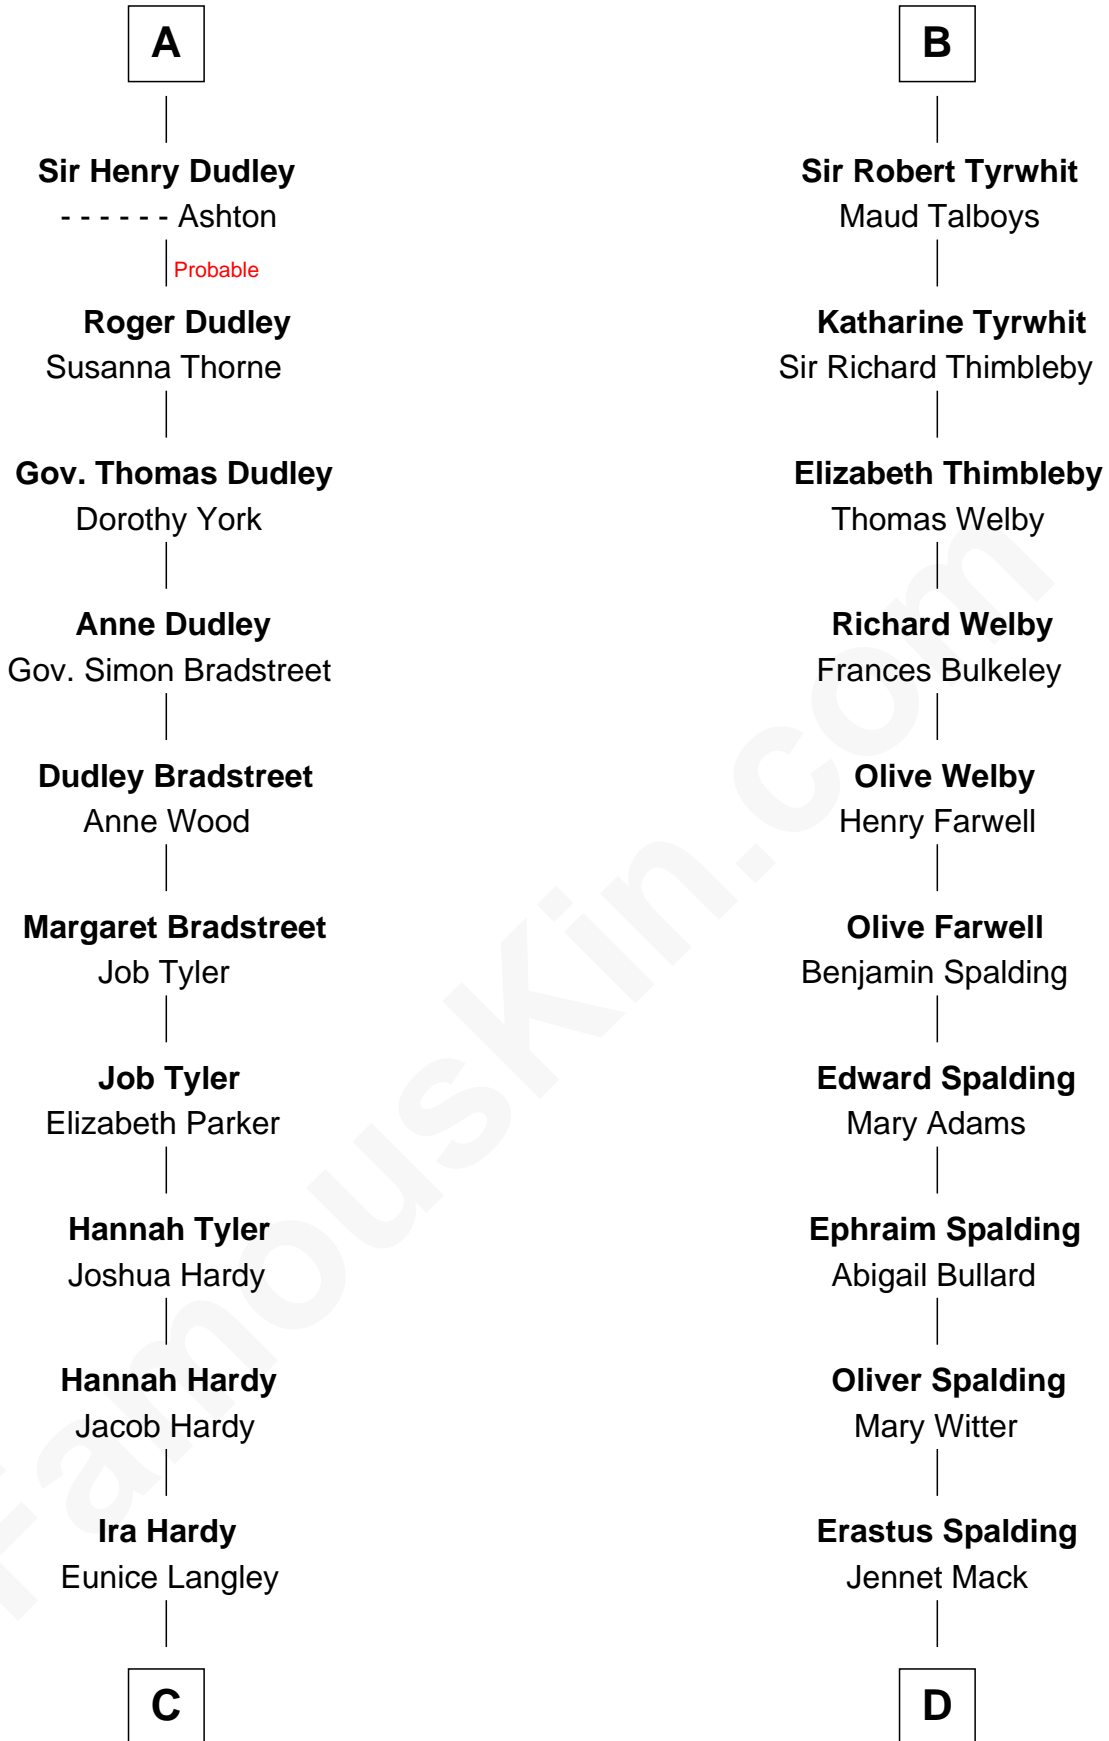 A
Sir Henry Dudley
- - - - - - Ashton
Probable
Roger Dudley
Susanna Thorne
Gov. Thomas Dudley
Dorothy York
Anne Dudley
Gov. Simon Bradstreet
Dudley Bradstreet
Anne Wood
Margaret Bradstreet
Job Tyler
Job Tyler
Elizabeth Parker
Hannah Tyler
Joshua Hardy
Hannah Hardy
Jacob Hardy
Ira Hardy
Eunice Langley
C
B
Sir Robert Tyrwhit
Maud Talboys
Katharine Tyrwhit
Sir Richard Thimbleby
Elizabeth Thimbleby
Thomas Welby
Richard Welby
Frances Bulkeley
Olive Welby
Henry Farwell
Olive Farwell
Benjamin Spalding
Edward Spalding
Mary Adams
Ephraim Spalding
Abigail Bullard
Oliver Spalding
Mary Witter
Erastus Spalding
Jennet Mack
D
FamousKin.com